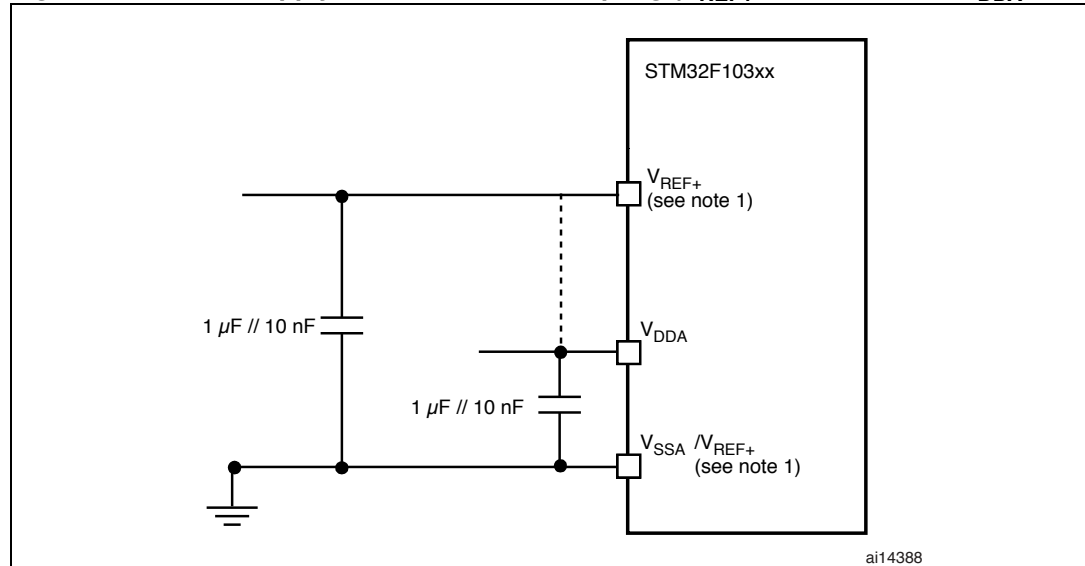 STM32F103xx
VREF+
(see note 1)
1 µF // 10 nF
VDDA
1 µF // 10 nF
VSSA /VREF+
(see note 1)
ai14388